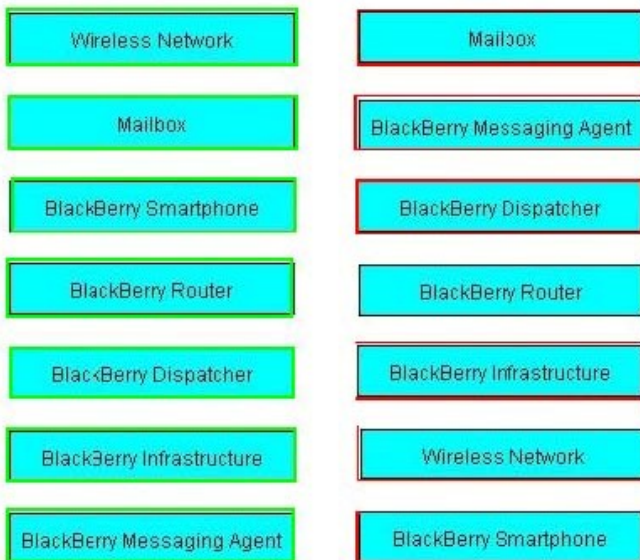 Wireless Network
Mailbox
BlackBerry Smartphone
BlackBerry Router
BlackBerry Dispatcher
BlackBerry Infrastructure
BlackBerry Messaging Agent
Mailbox
BlackBerry Messaging Agent
BlackBerry Dispatcher
BlackBerry Router
BlackBerry Infrastructure
Wireless Network
BlackBerry Smartphone